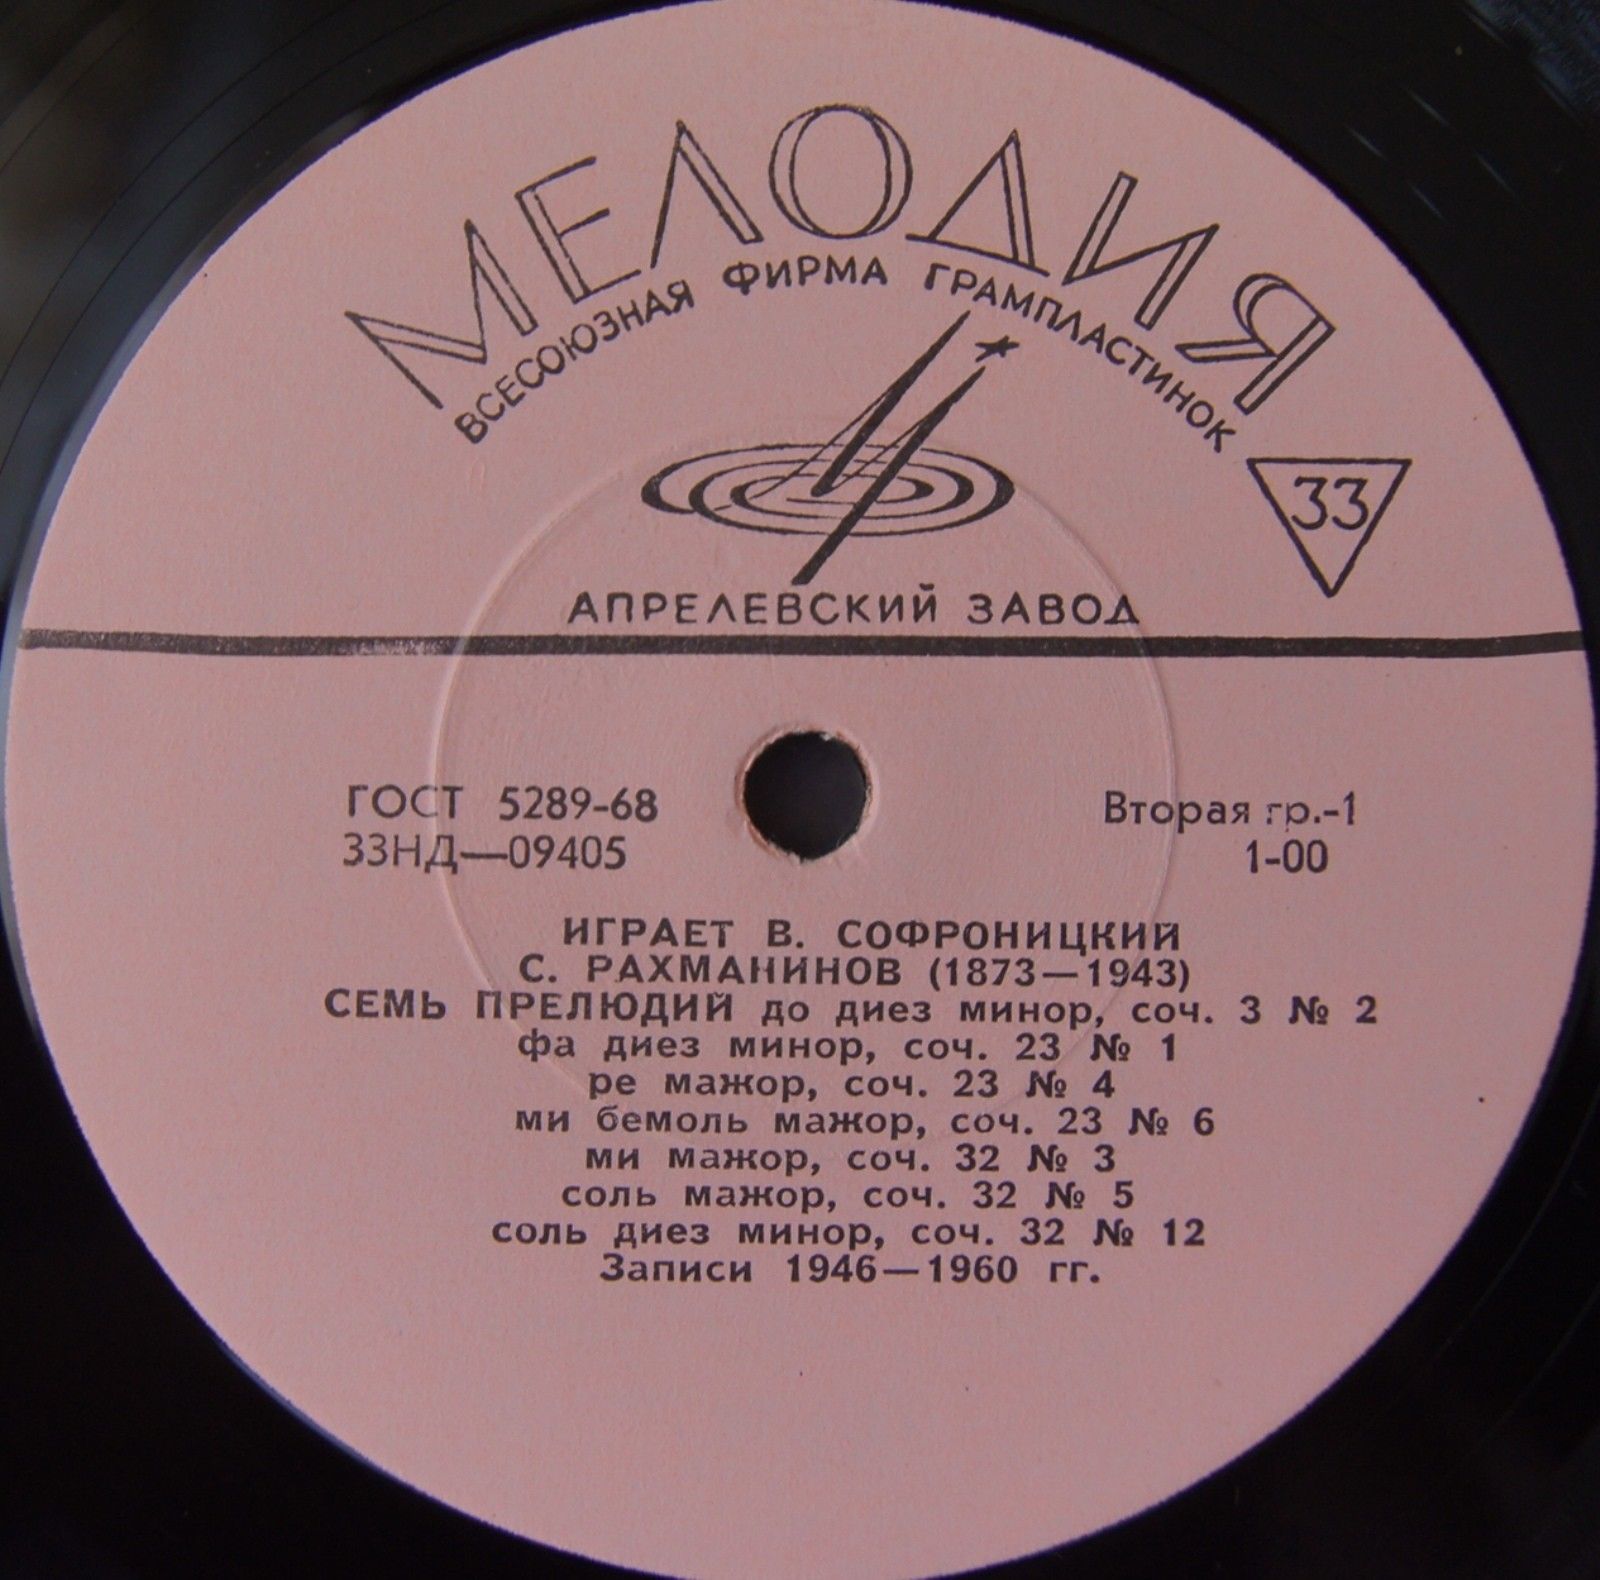 МЕЛОДИЯ
ВСЕСОЮЗНАЯ ФИРМА ГРАМПЛАСТИНОК
33
АПРЕЛЕВСКИЙ ЗАВОД
ГОСТ 5289-68
33НД—09405
Вторая гр.-1
1-00
ИГРАЕТ В. СОФРОНИЦКИЙ
С. РАХМАНИНОВ (1873—1943)
СЕМЬ ПРЕЛЮДИЙ до диез минор, соч. 3 № 2
фа диез минор, соч. 23 № 1
ре мажор, соч. 23 № 4
ми бемоль мажор, соч. 23 № 6
ми мажор, соч. 32 № 3
соль мажор, соч. 32 № 5
соль диез минор, соч. 32 № 12
Записи 1946—1960 гг.